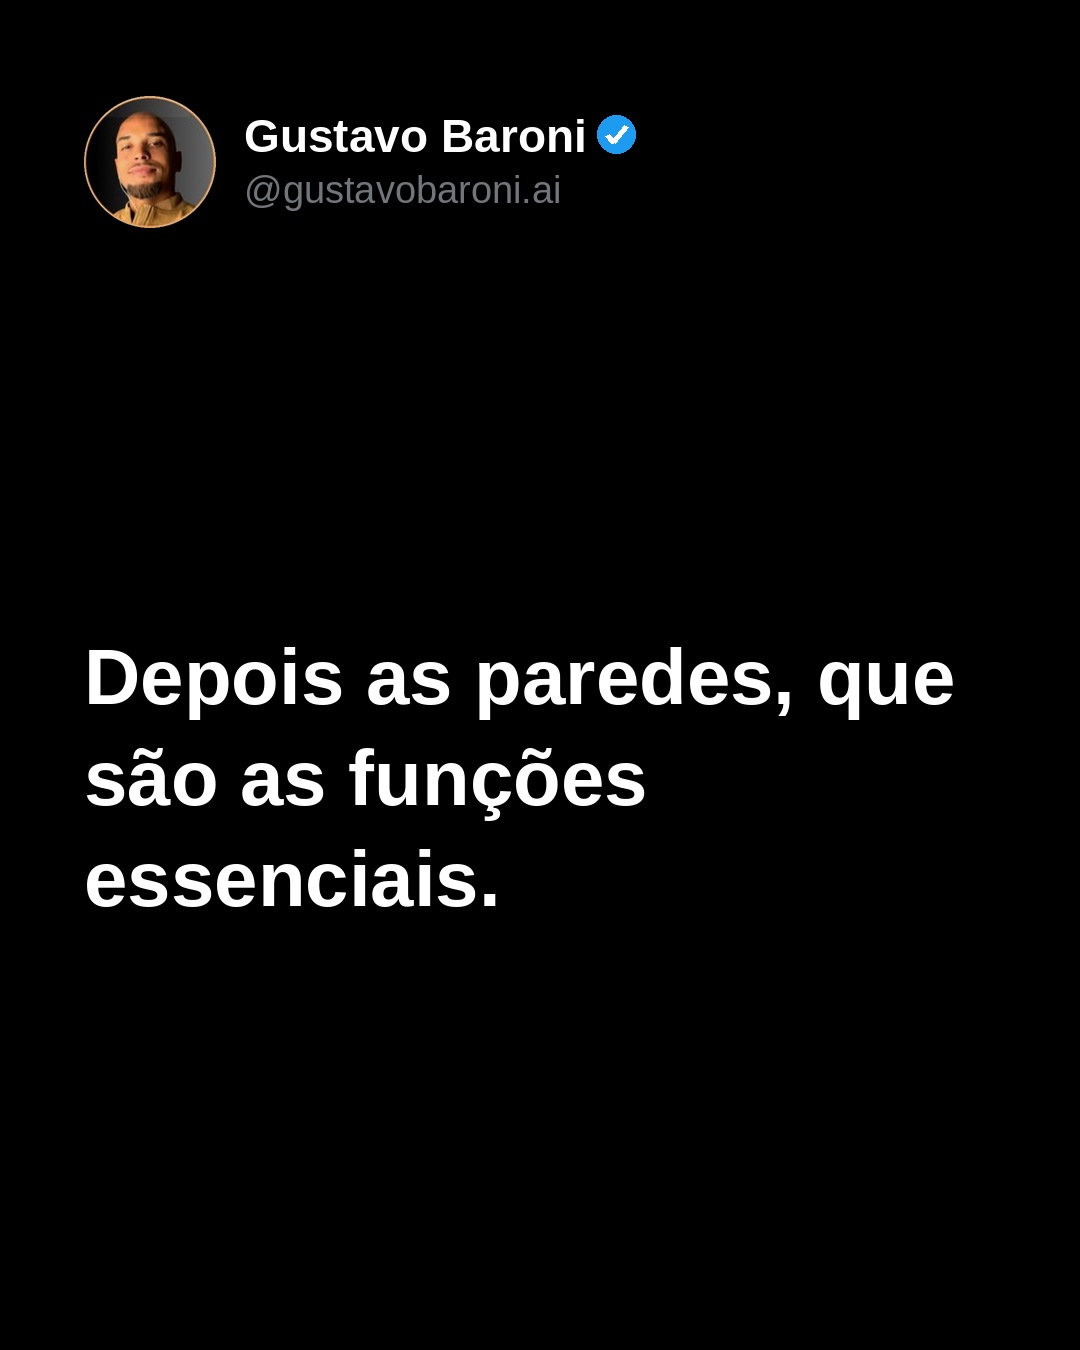 Gustavo Baroni
@gustavobaroni.ai
Depois as paredes, que
são as funções
essenciais.